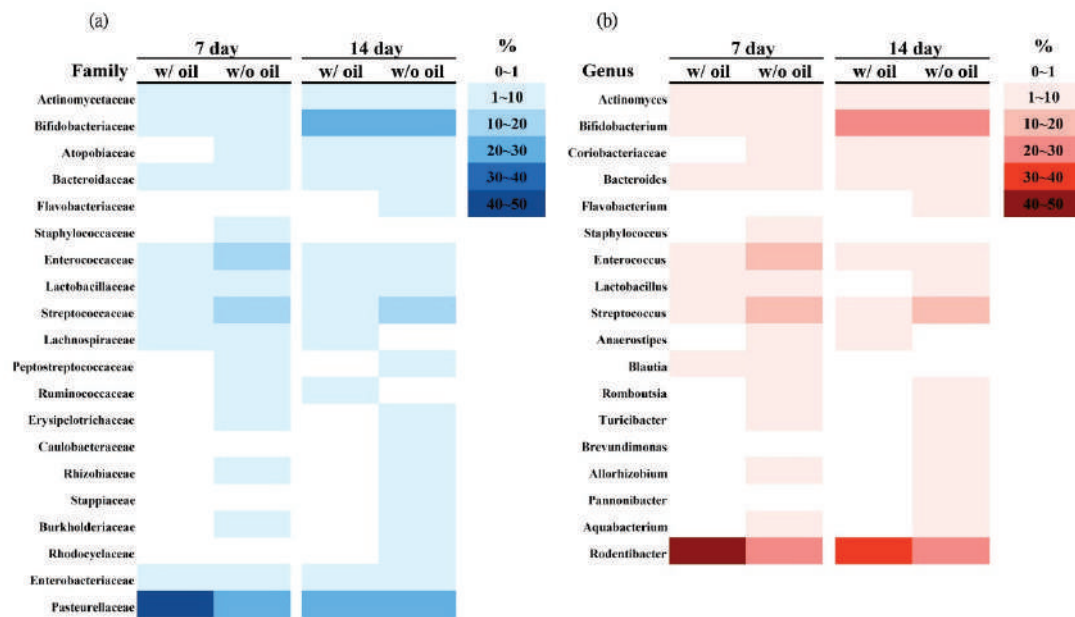 (a)
7 day 14 day %
Family w/ oil w/o oil w/ oil w/o oil 0~1
Actinomycetaceae 1~10
Bifidobacteriaceae 10~20
Atopobiaceae 20~30
Bacteroidaceae 30~40
Flavobacteriaceae 40~50
Staphylococcaceae
Enterococcaceae
Lactobacillaceae
Streptococcaceae
Lachnospiraceae
Peptostreptococcaceae
Ruminococcaceae
Erysipelotrichaceae
Caulobacteraceae
Rhizobiaceae
Stappiaceae
Burkholderiaceae
Rhodocyclaceae
Enterobacteriaceae
Pasteurellaceae
(b)
7 day 14 day %
Genus w/ oil w/o oil w/ oil w/o oil 0~1
Actinomyces 1~10
Bifidobacterium 10~20
Coriobacteriaceae 20~30
Bacteroides 30~40
Flavobacterium 40~50
Staphylococcus
Enterococcus
Lactobacillus
Streptococcus
Anaerostipes
Blautia
Romboutsia
Turicibacter
Brevundimonas
Allorhizobium
Pannonibacter
Aquabacterium
Rodentibacter